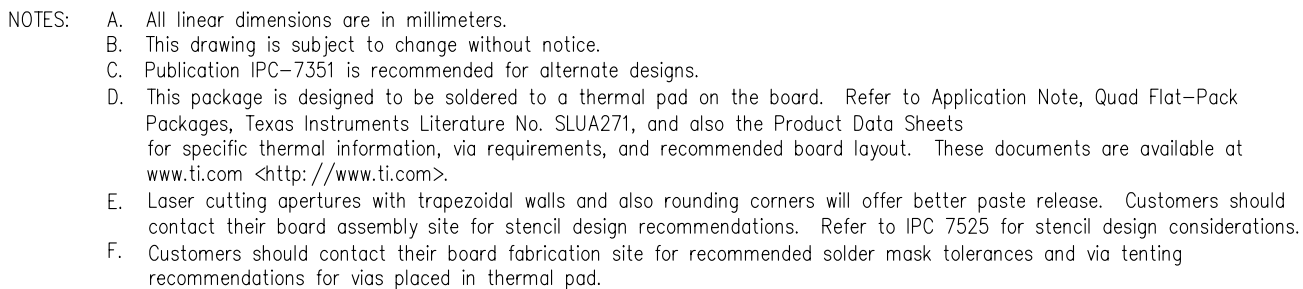 NOTES: A. All linear dimensions are in millimeters.
B. This drawing is subject to change without notice.
C. Publication IPC-7351 is recommended for alternate designs.
D. This package is designed to be soldered to a thermal pad on the board. Refer to Application Note, Quad Flat-Pack
Packages, Texas Instruments Literature No. SLUA271, and also the Product Data Sheets
for specific thermal information, via requirements, and recommended board layout. These documents are available at
www.ti.com <http://www.ti.com>.
E. Laser cutting apertures with trapezoidal walls and also rounding corners will offer better paste release. Customers should
contact their board assembly site for stencil design recommendations. Refer to IPC 7525 for stencil design considerations.
F. Customers should contact their board fabrication site for recommended solder mask tolerances and via tenting
recommendations for vias placed in thermal pad.